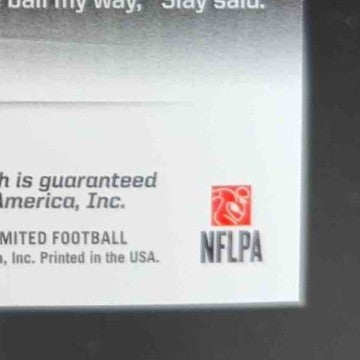 ball my way," Slay said.
h is guaranteed
America, Inc.
MITED FOOTBALL
, Inc. Printed in the USA.
NFLPA